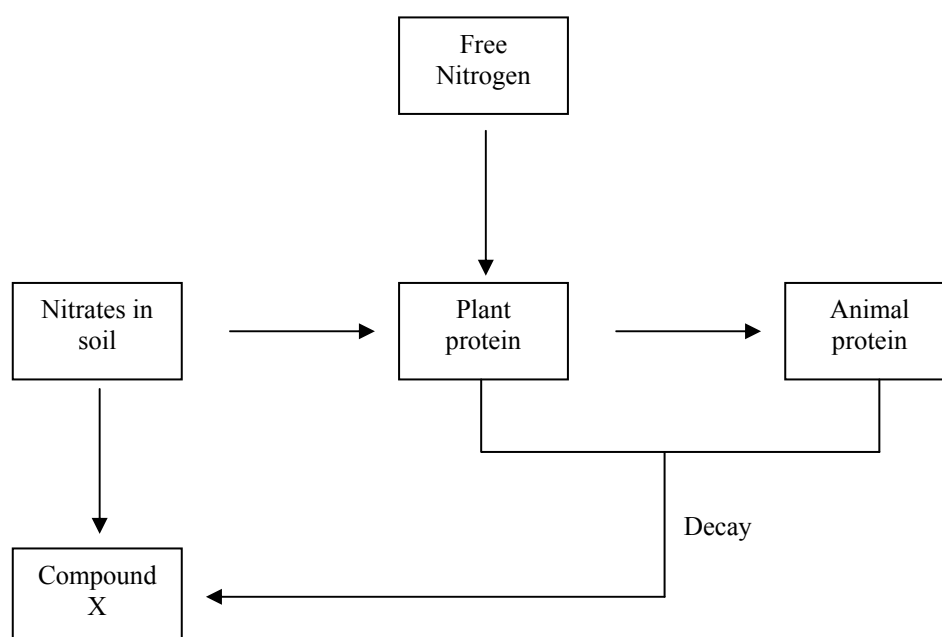 Free
Nitrogen
Nitrates in
soil
Plant
protein
Animal
protein
Decay
Compound
X